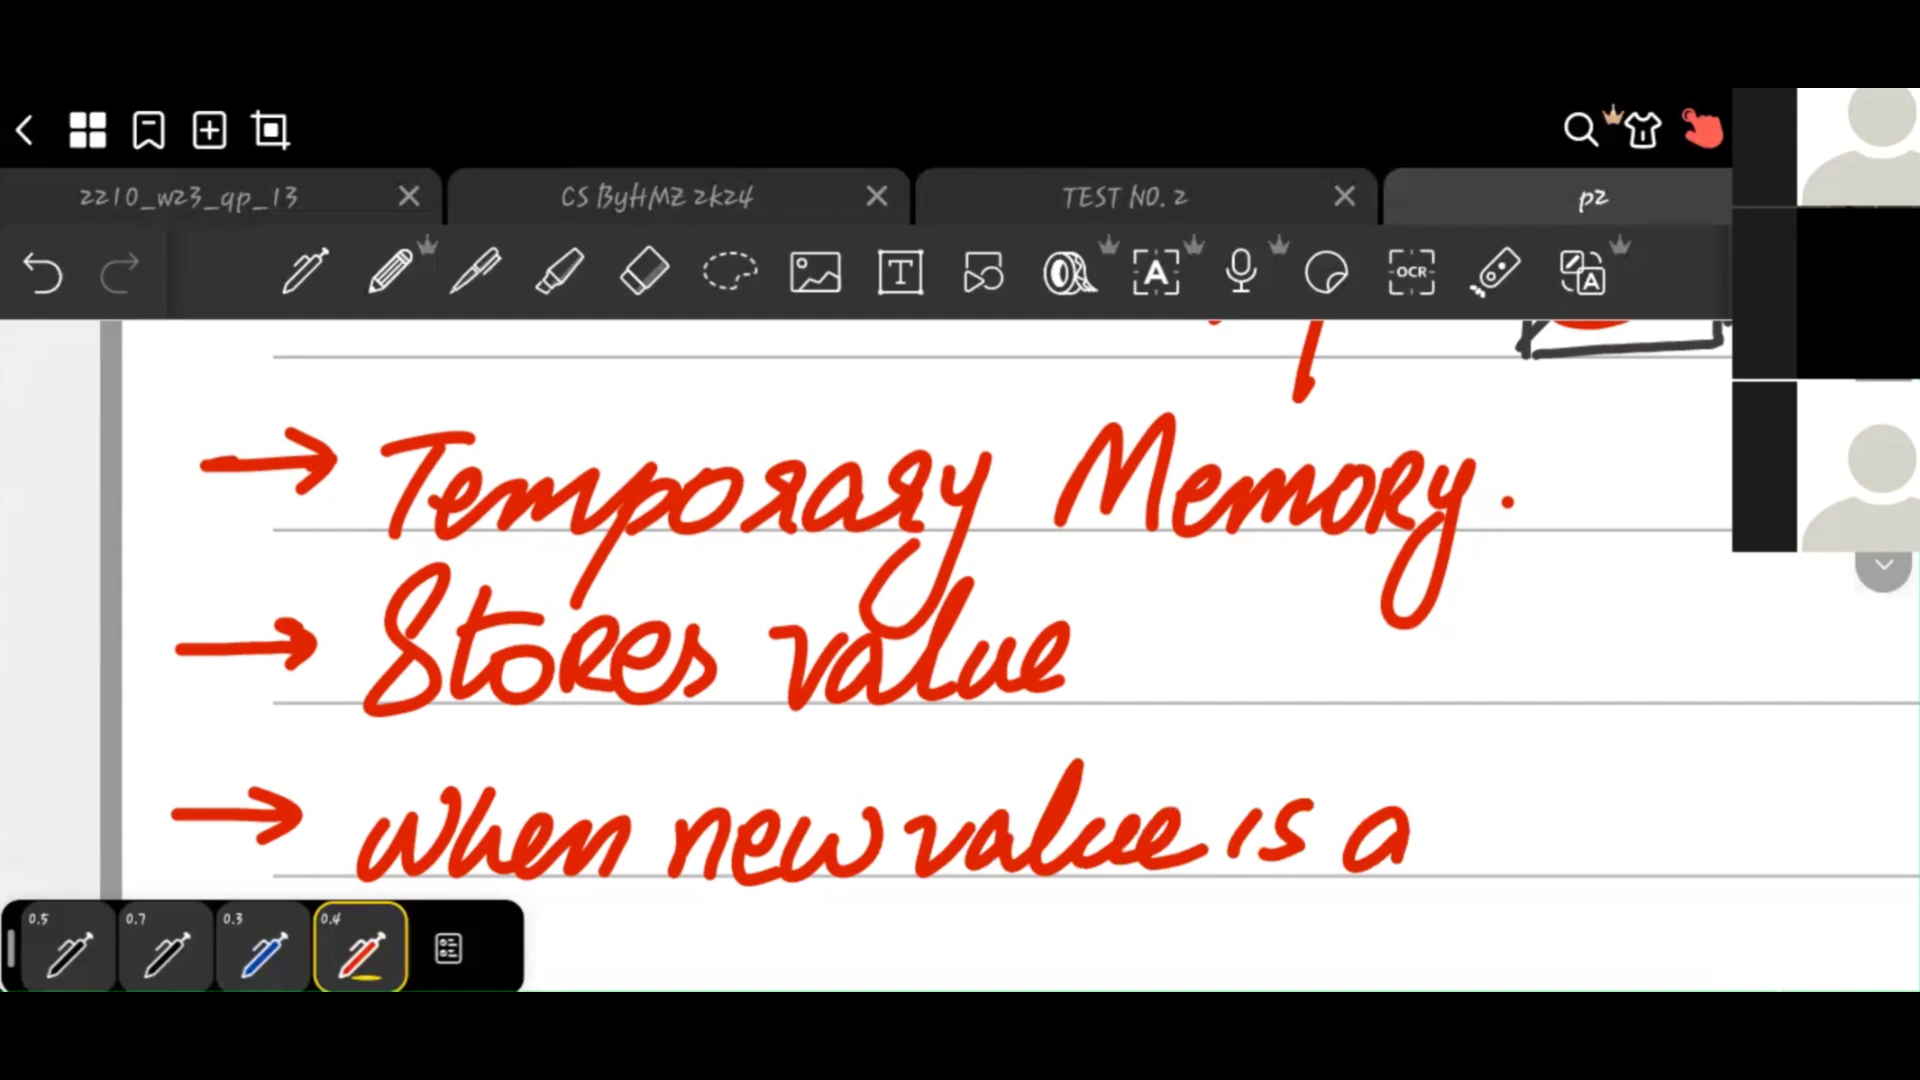 2210_w23_qp_13
CS ByHMZ 2k24
TEST NO. 2
p2
T
A
OCR
A
→ Temporary Memory.
→ Stores value
→ when new value is a
0.5
0.7
0.3
0.4